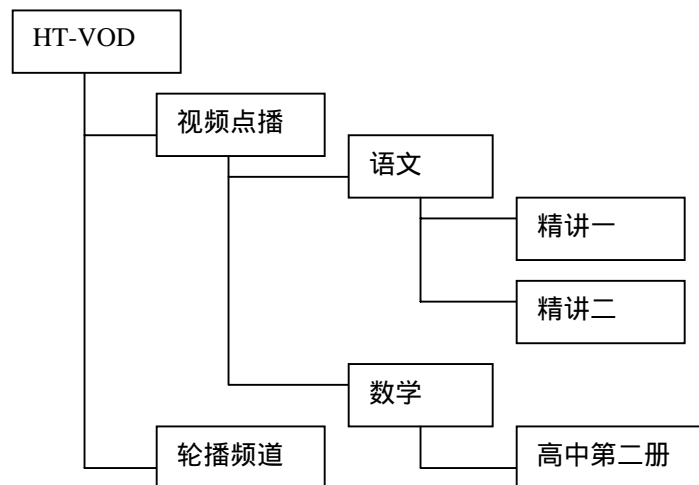 HT-VOD
视频点播
语文
精讲一
精讲二
数学
轮播频道
高中第二册